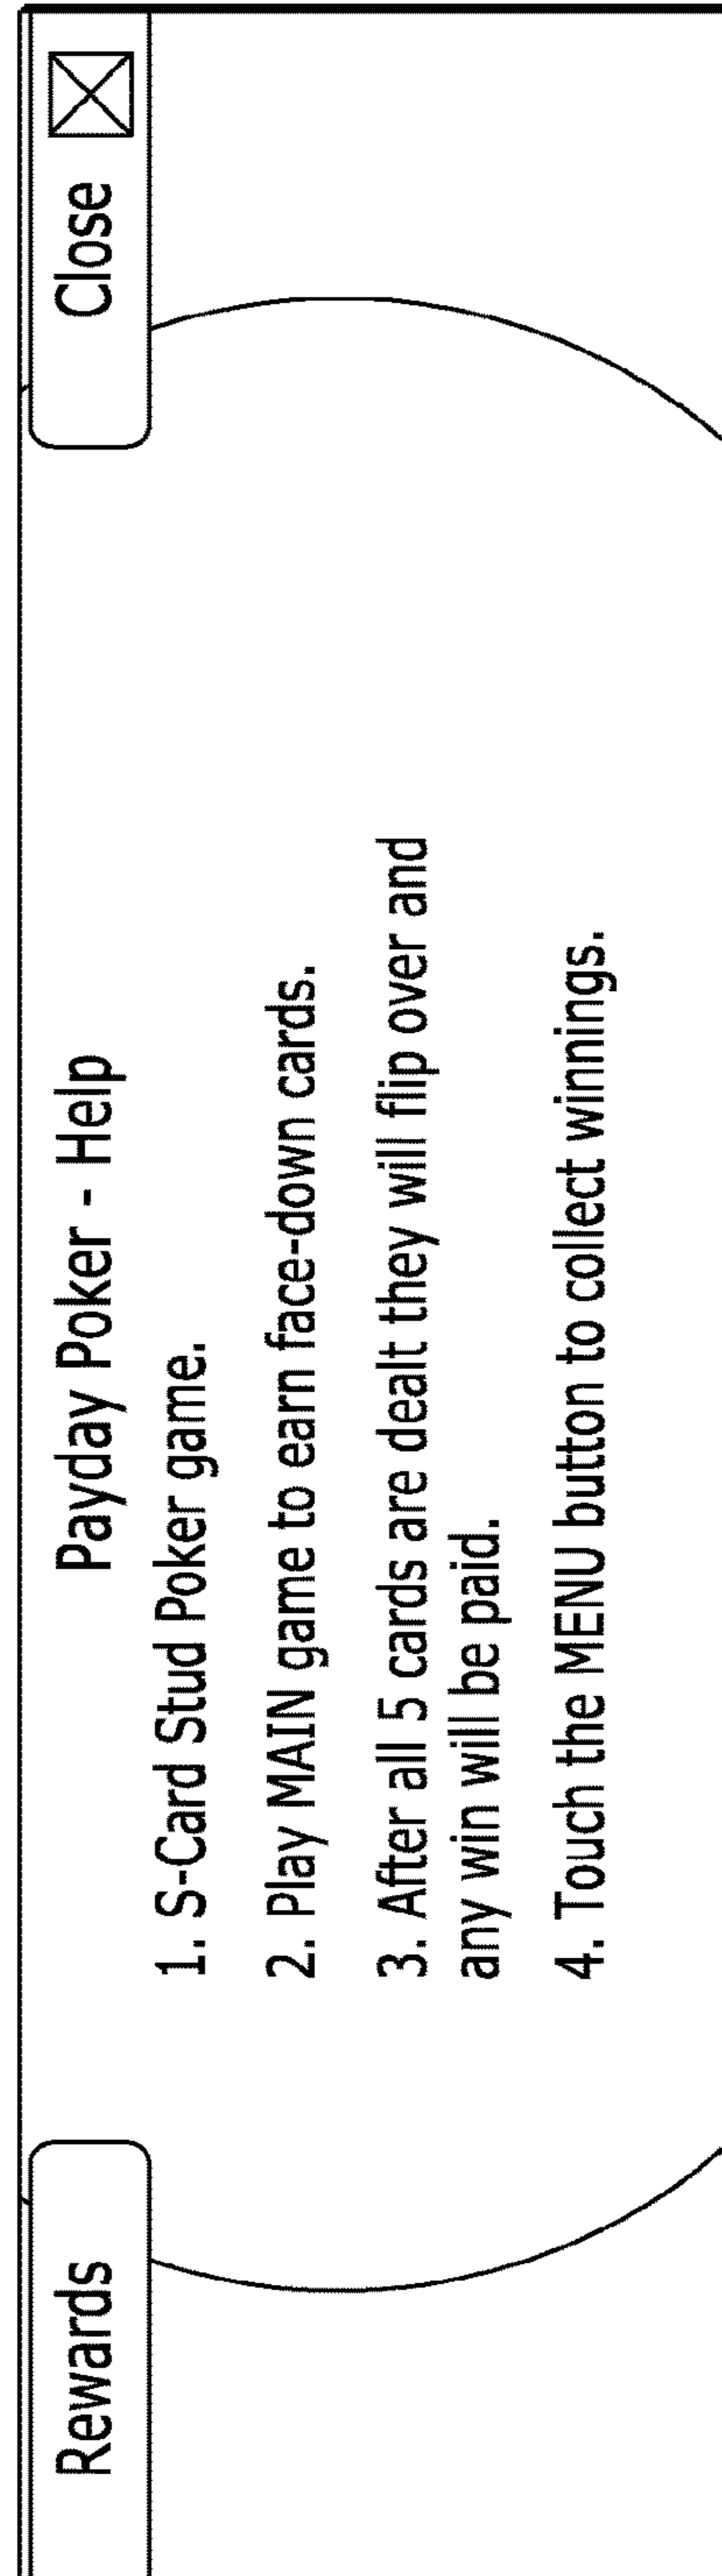 Rewards
Payday Poker - Help
Close
1. S-Card Stud Poker game.
2. Play MAIN game to earn face-down cards.
3. After all 5 cards are dealt they will flip over and
any win will be paid.
4. Touch the MENU button to collect winnings.